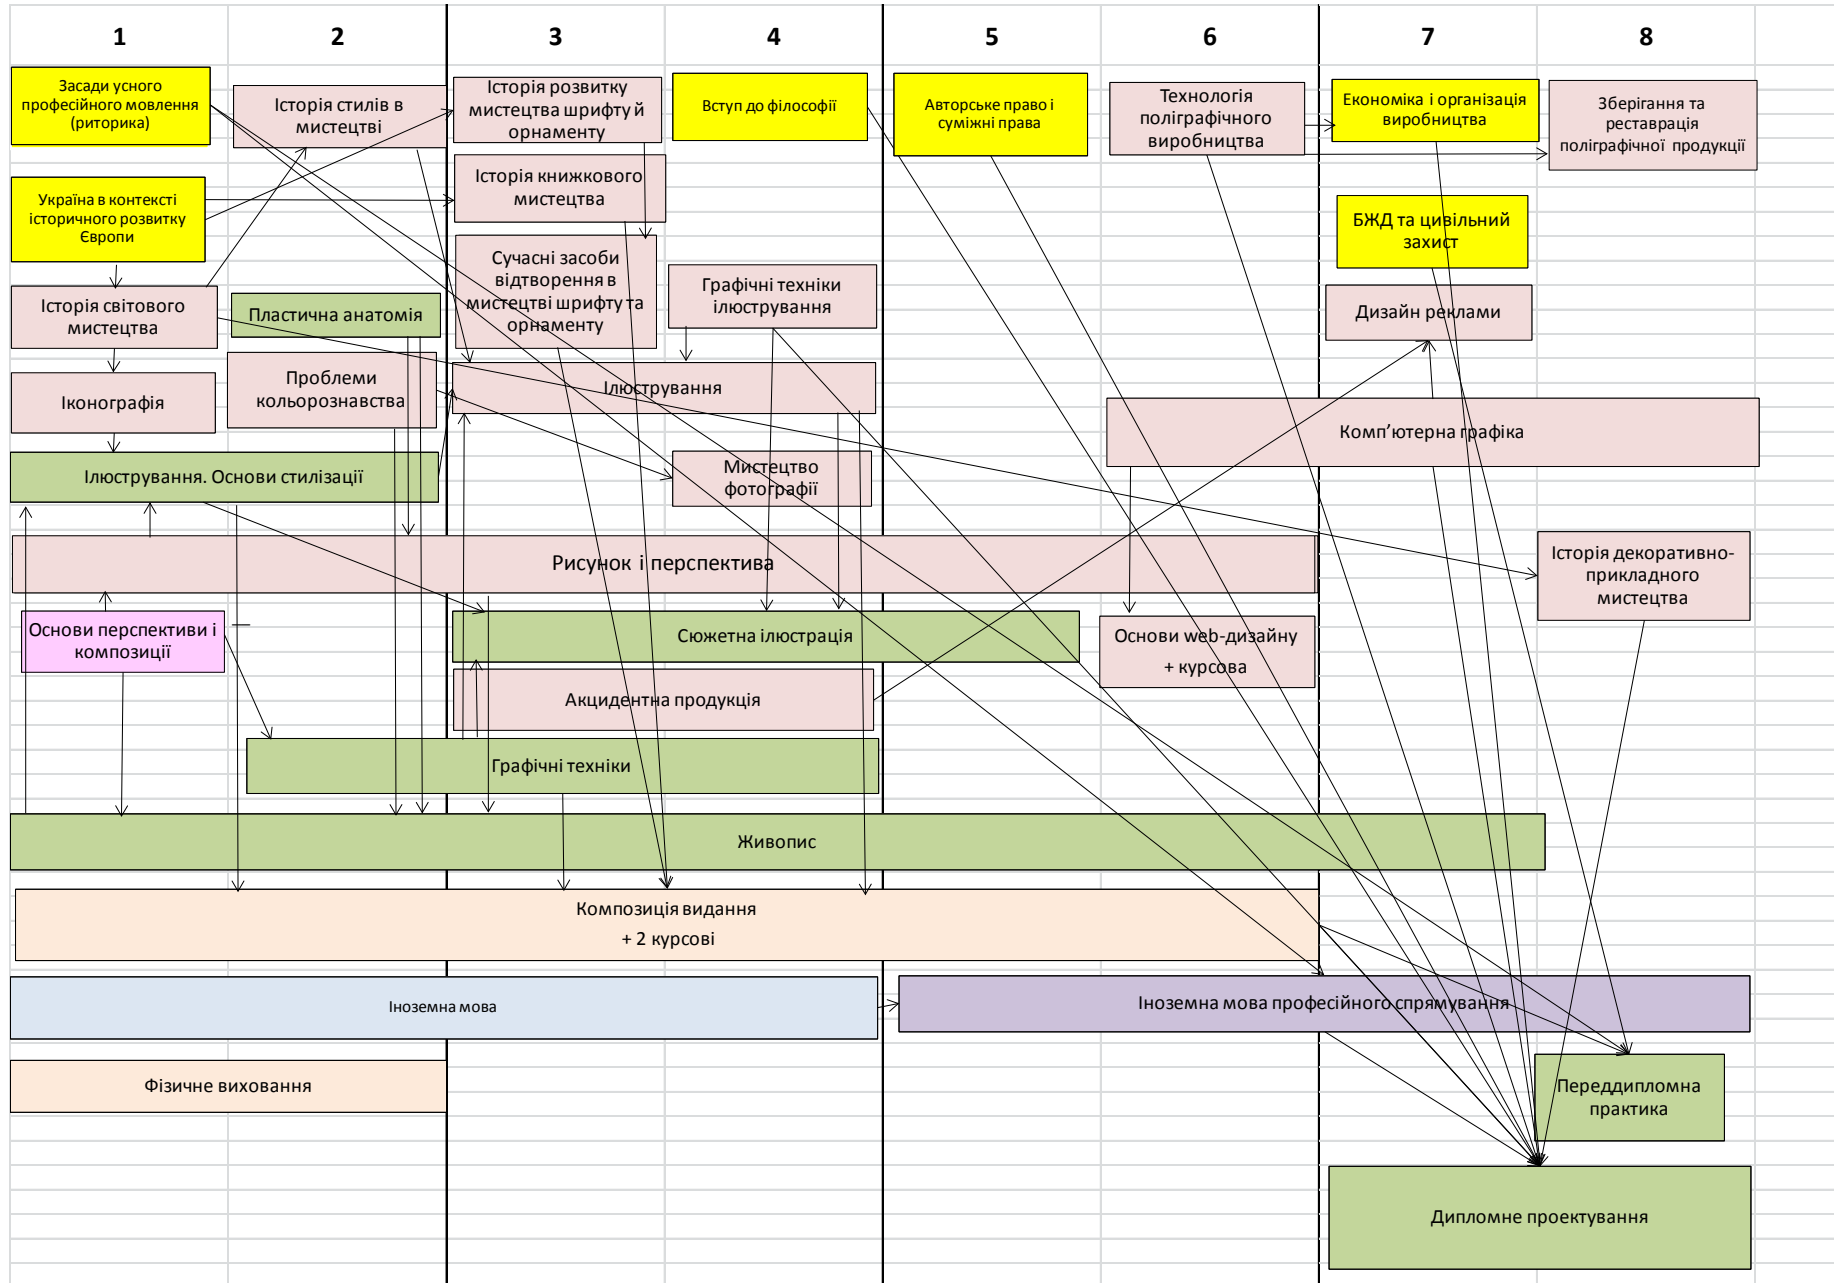 1
2
3
4
5
6
7
8
Засади усного
професійного мовлення
(риторика)
Історія стилів в
мистецтві
Історія розвитку
мистецтва шрифту й
орнаменту
Вступ до філософії
Авторське право і
суміжні права
Технологія
поліграфічного
виробництва
Економіка і організація
виробництва
Зберігання та
реставрація
поліграфічної продукції
Україна в контексті
історичного розвитку
Європи
Історія книжкового
мистецтва
БЖД та цивільний
захист
Сучасні засоби
відтворення в
мистецтві шрифту та
орнаменту
Графічні техніки
ілюстрування
Історія світового
мистецтва
Пластична анатомія
Дизайн реклами
Іконографія
Проблеми
кольорознавства
Ілюстрування
Комп’ютерна графіка
Ілюстрування. Основи стилізації
Мистецтво
фотографії
Рисунок і перспектива
Історія декоративно-
прикладного
мистецтва
Основи перспективи і
композиції
Сюжетна ілюстрація
Основи web-дизайну
+ курсова
Акцидентна продукція
Графічні техніки
Живопис
Композиція видання
+ 2 курсові
Іноземна мова
Іноземна мова професійного спрямування
Фізичне виховання
Переддипломна
практика
Дипломне проектування